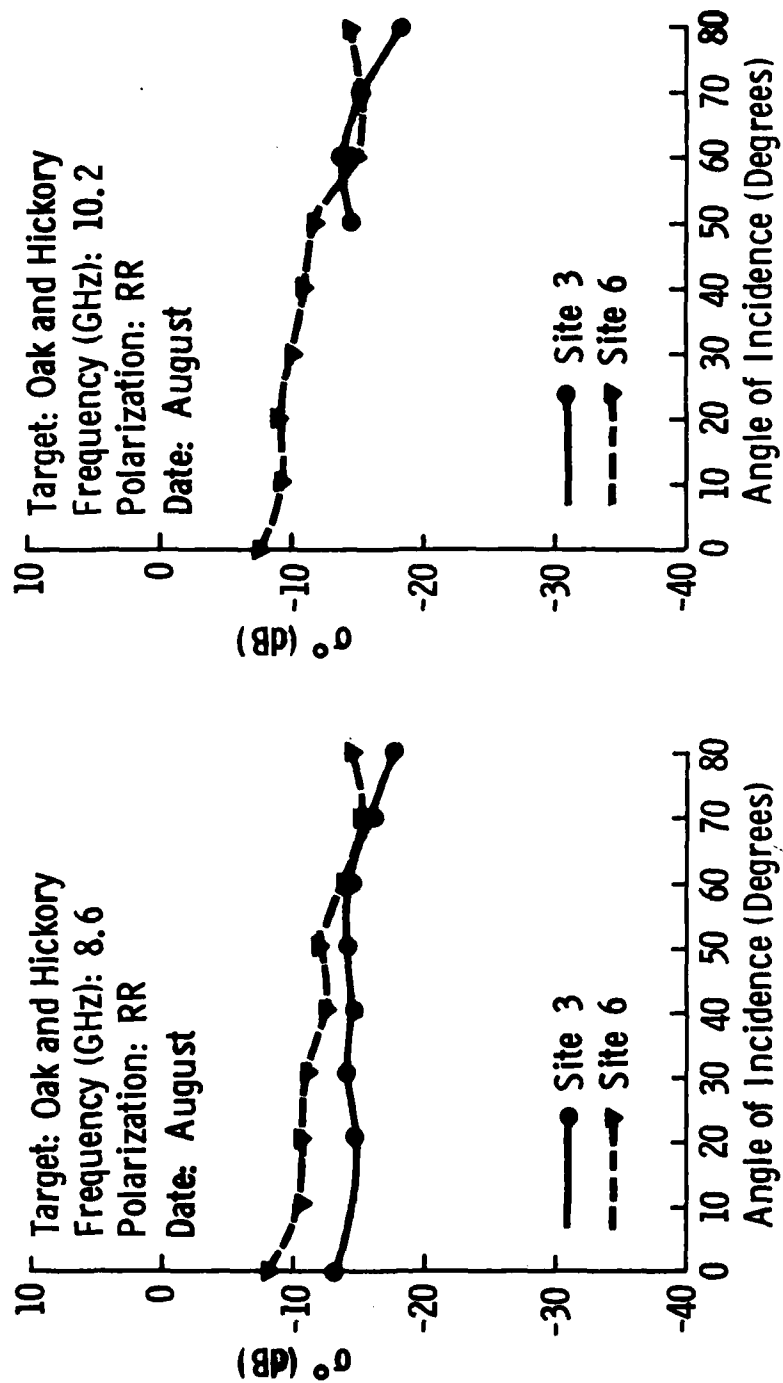 Target: Oak and Hickory
Frequency (GHz): 8.6
Polarization: RR
Date: August
10
0
-10
-20
-30
-40
σ° (dB)
Site 3
Site 6
0 10 20 30 40 50 60 70 80
Angle of Incidence (Degrees)
Target: Oak and Hickory
Frequency (GHz): 10.2
Polarization: RR
Date: August
10
0
-10
-20
-30
-40
σ° (dB)
Site 3
Site 6
0 10 20 30 40 50 60 70 80
Angle of Incidence (Degrees)